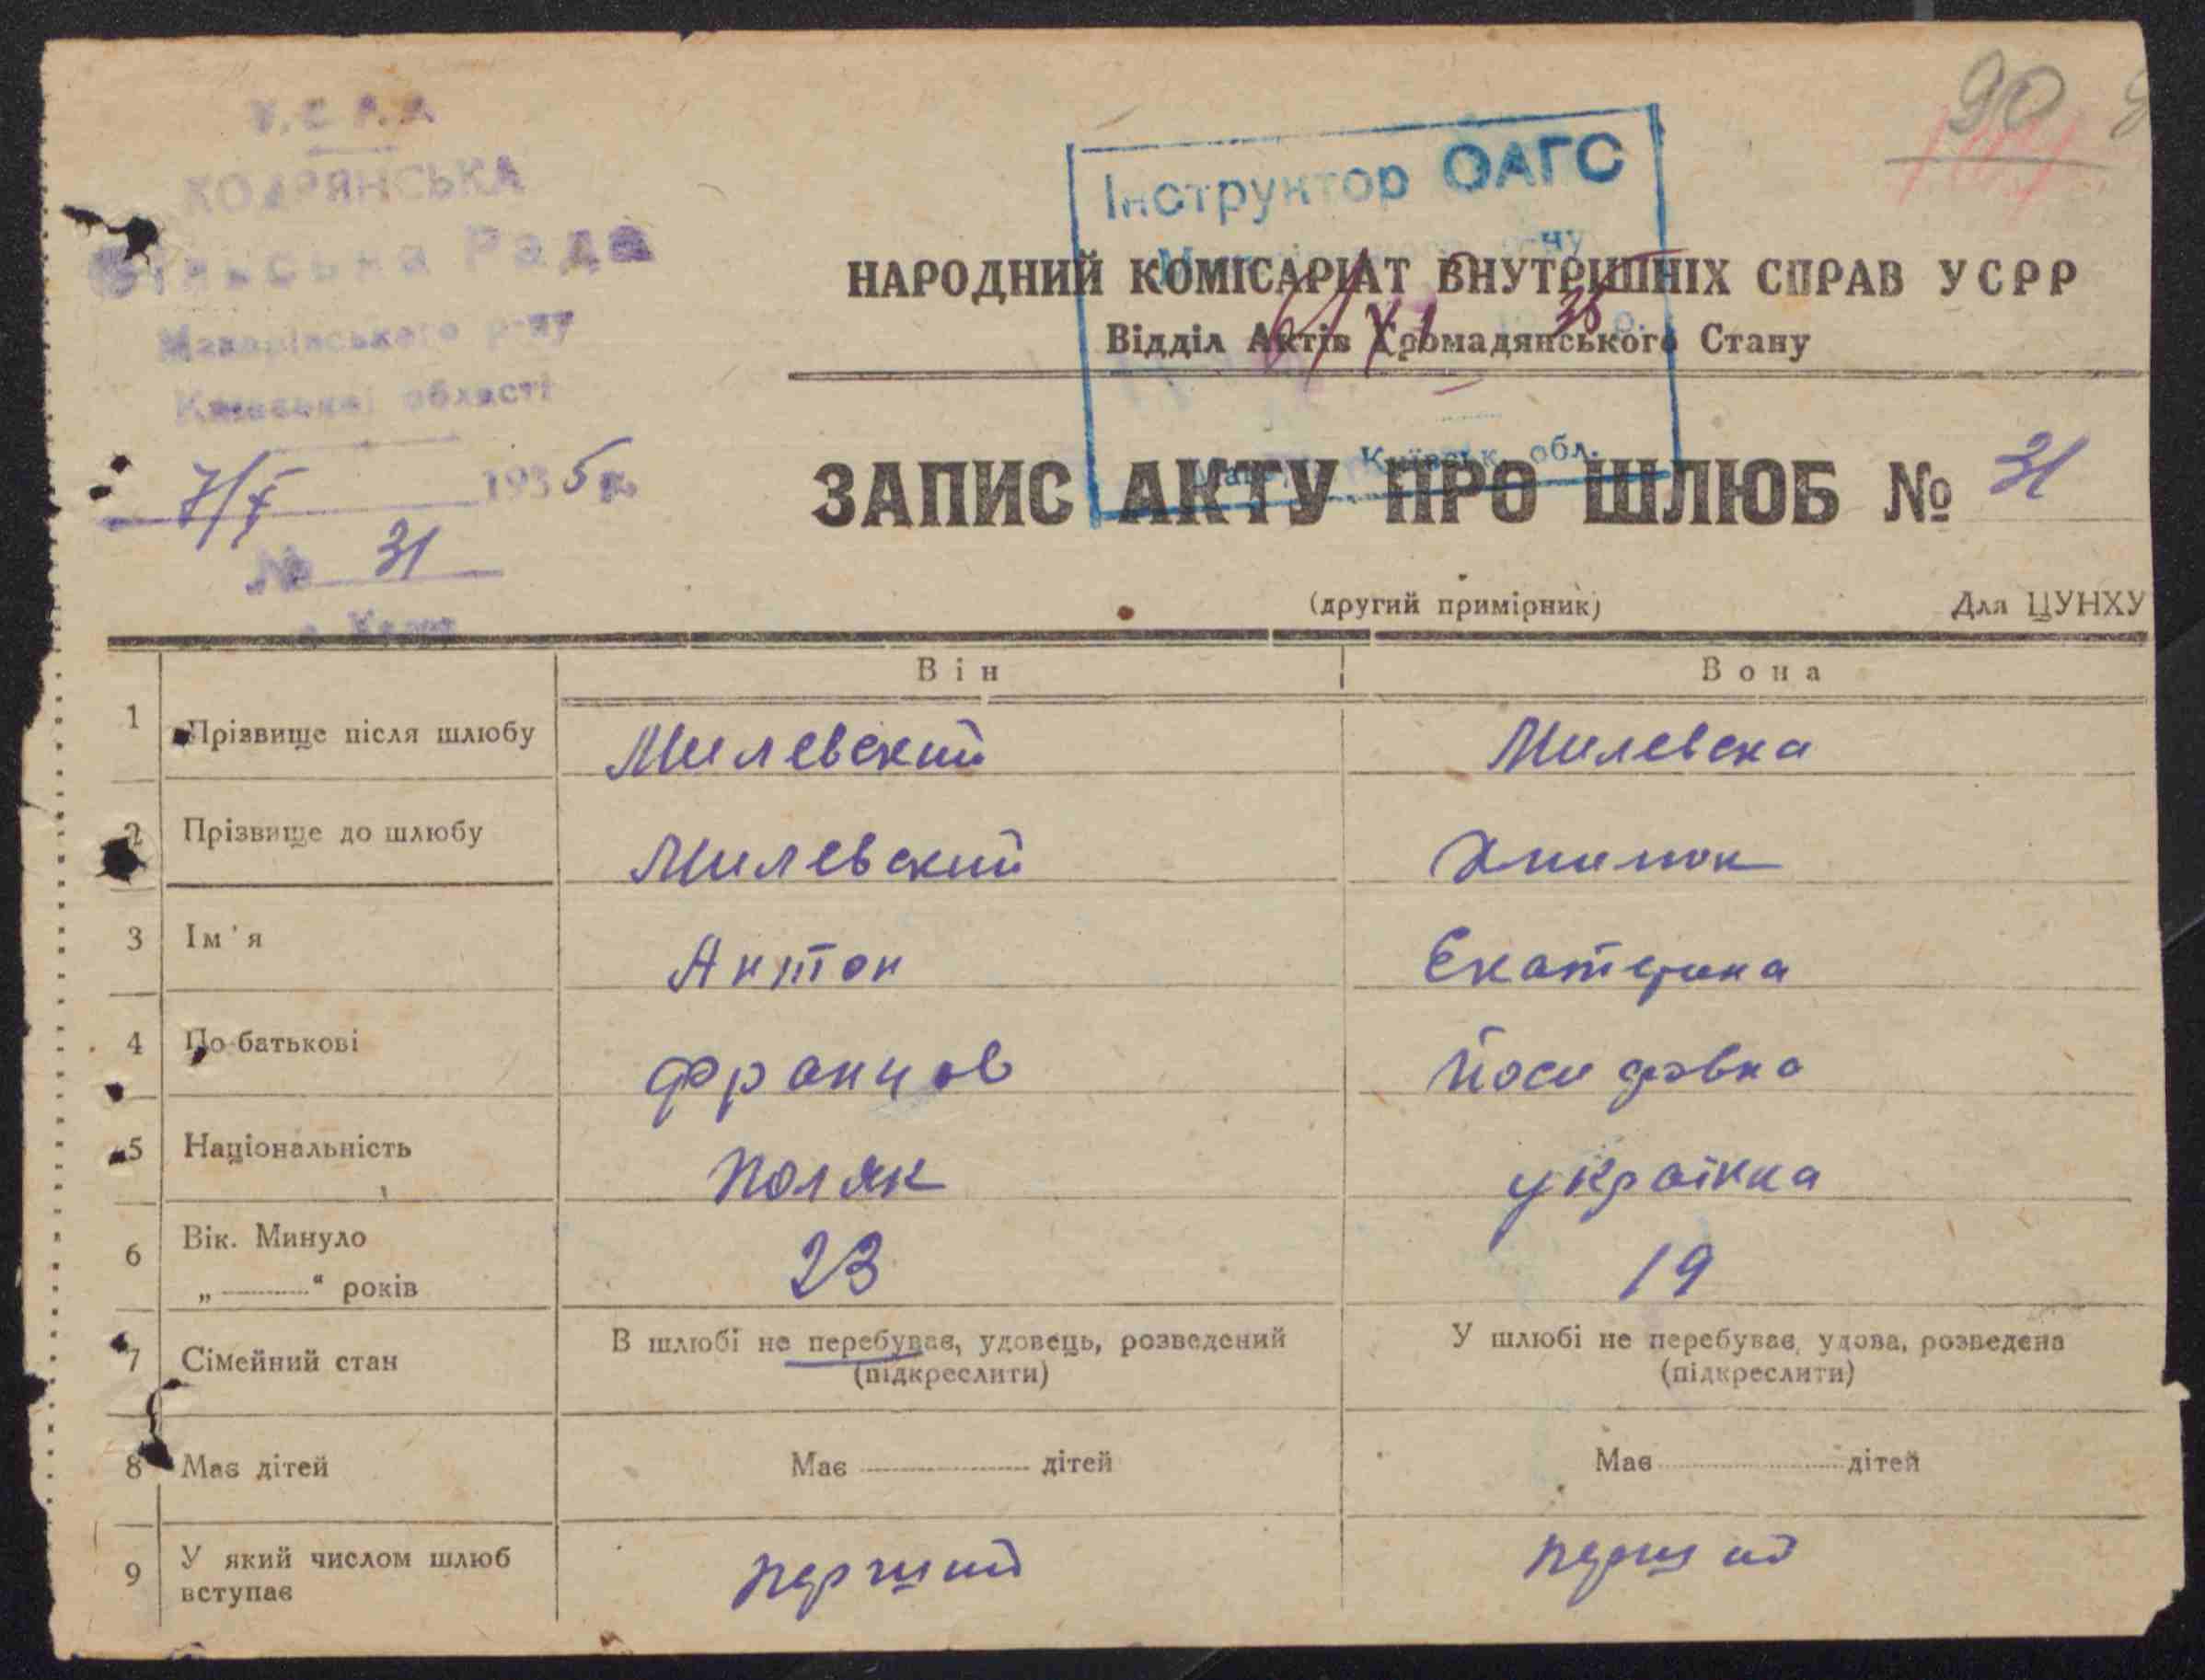 У.С.Р.Р.
КОДРЯНСЬКА
Сільська Рада
Макарівського р-ну
Київської області
7/X 1935 р.
№ 31
90
Інструктор ОАГС
НАРОДНИЙ КОМІСАРІАТ ВНУТРІШНІХ СПРАВ УСРР
Відділ Актів Громадянського Стану
XI 35
Київськ. обл.
ЗАПИС АКТУ ПРО ШЛЮБ № 31
(другий примірник) Для ЦУНХУ
Він Вона
1 Прізвище після шлюбу Милевский Милевска
2 Прізвище до шлюбу Милевский
3 Ім'я Антон Екатерина
4 По-батькові Францов Йосифовна
5 Національність поляк українка
6 Вік. Минуло 23 19
„ “ років
7 Сімейний стан В шлюбі не перебуває, удовець, розведений У шлюбі не перебуває, удова, розведена
(підкреслити) (підкреслити)
8 Має дітей Має дітей Має дітей
9 У який числом шлюб перший перший
вступає